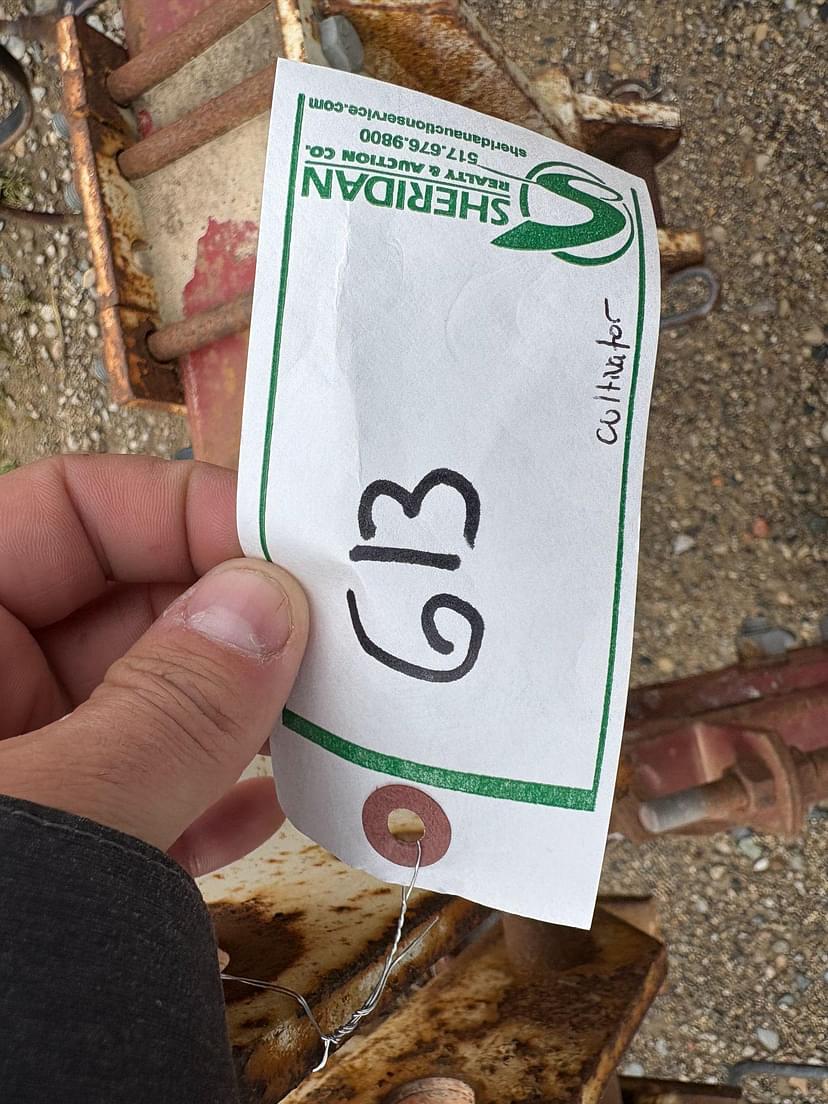 SHERIDAN
REALTY & AUCTION CO.
517.676.9800
sheridanauctionservice.com
cultivator
613